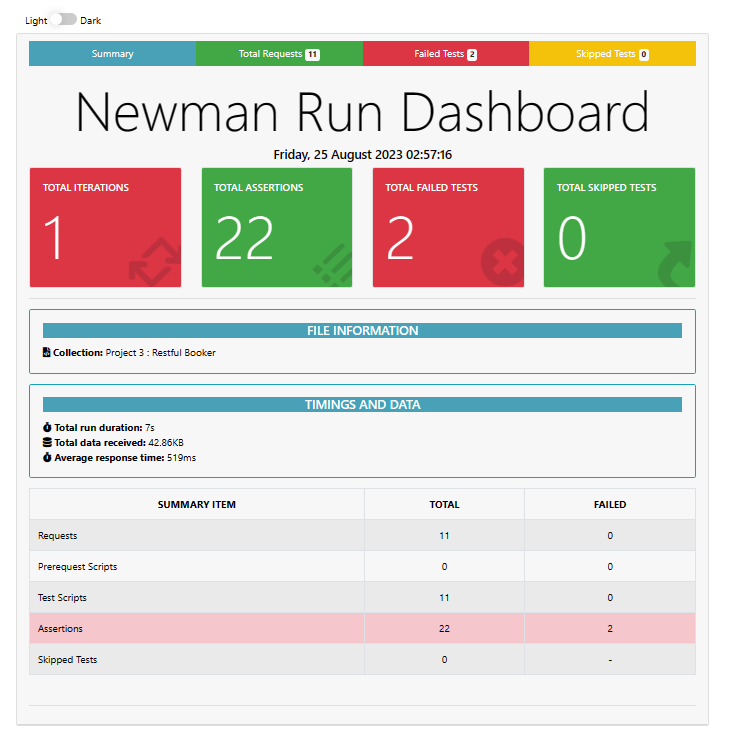 Light Dark
Summary Total Requests 11 Failed Tests 2 Skipped Tests 0
Newman Run Dashboard
Friday, 25 August 2023 02:57:16
TOTAL ITERATIONS TOTAL ASSERTIONS TOTAL FAILED TESTS TOTAL SKIPPED TESTS
1 22 2 0
FILE INFORMATION
Collection: Project 3 : Restful Booker
TIMINGS AND DATA
Total run duration: 7s
Total data received: 42.86KB
Average response time: 519ms
SUMMARY ITEM TOTAL FAILED
Requests 11 0
Prerequest Scripts 0 0
Test Scripts 11 0
Assertions 22 2
Skipped Tests 0 -